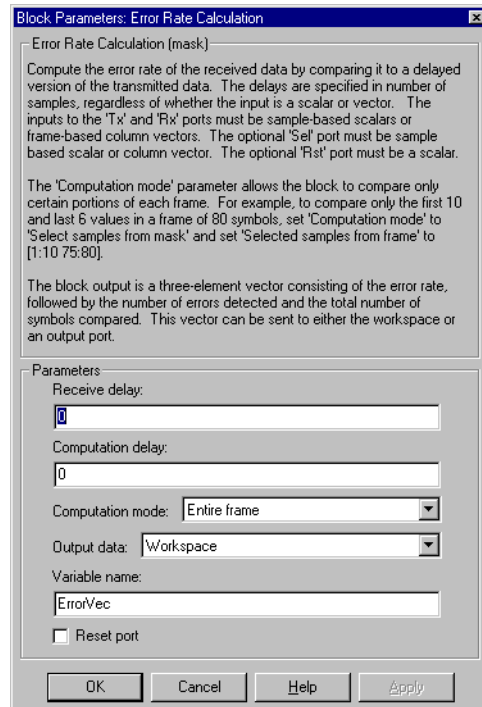 Block Parameters: Error Rate Calculation
Error Rate Calculation (mask)
Compute the error rate of the received data by comparing it to a delayed
version of the transmitted data. The delays are specified in number of
samples, regardless of whether the input is a scalar or vector. The
inputs to the 'Tx' and 'Rx' ports must be sample-based scalars or
frame-based column vectors. The optional 'Sel' port must be sample
based scalar or column vector. The optional 'Rst' port must be a scalar.
The 'Computation mode' parameter allows the block to compare only
certain portions of each frame. For example, to compare only the first 10
and last 6 values in a frame of 80 symbols, set 'Computation mode' to
'Select samples from mask' and set 'Selected samples from frame' to
[1:10 75:80].
The block output is a three-element vector consisting of the error rate,
followed by the number of errors detected and the total number of
symbols compared. This vector can be sent to either the workspace or
an output port.
Parameters
Receive delay:
0
Computation delay:
0
Computation mode: Entire frame
Output data: Workspace
Variable name:
ErrorVec
Reset port
OK Cancel Help Apply